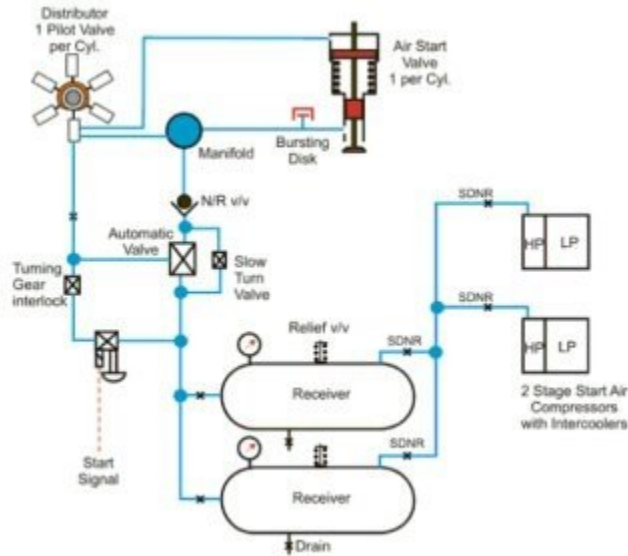 Distributor
1 Pilot Valve
per Cyl.
Air Start
Valve
1 per Cyl.
Manifold
Bursting
Disk
N/R v/v
Automatic
Valve
Slow
Turn
Valve
Turning
Gear
interlock
SDNR
HP
LP
SDNR
HP
LP
Relief v/v
SDNR
Receiver
2 Stage Start Air
Compressors
with Intercoolers
SDNR
Receiver
Start
Signal
Drain